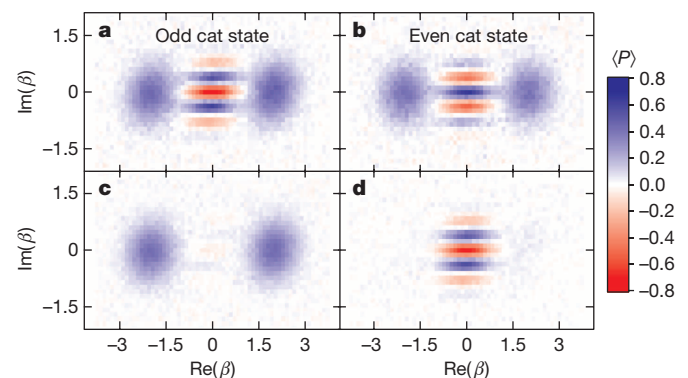 a Odd cat state
b Even cat state
⟨P⟩
1.5
0
−1.5
Im(β)
0.8
0.6
0.4
0.2
0.0
−0.2
−0.4
−0.6
−0.8
c
d
1.5
0
−1.5
Im(β)
−3 −1.5 0 1.5 3
−3 −1.5 0 1.5 3
Re(β)
Re(β)